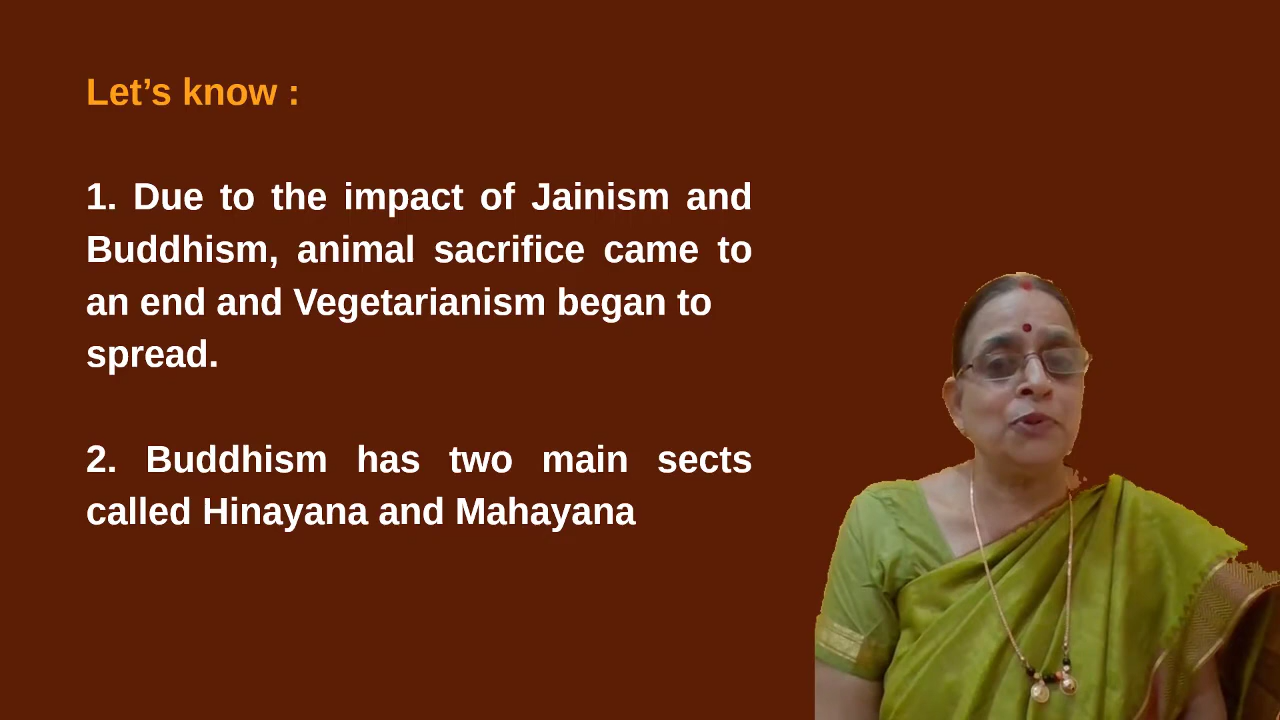 Let’s know :
1. Due to the impact of Jainism and
Buddhism, animal sacrifice came to
an end and Vegetarianism began to
spread.
2. Buddhism has two main sects
called Hinayana and Mahayana